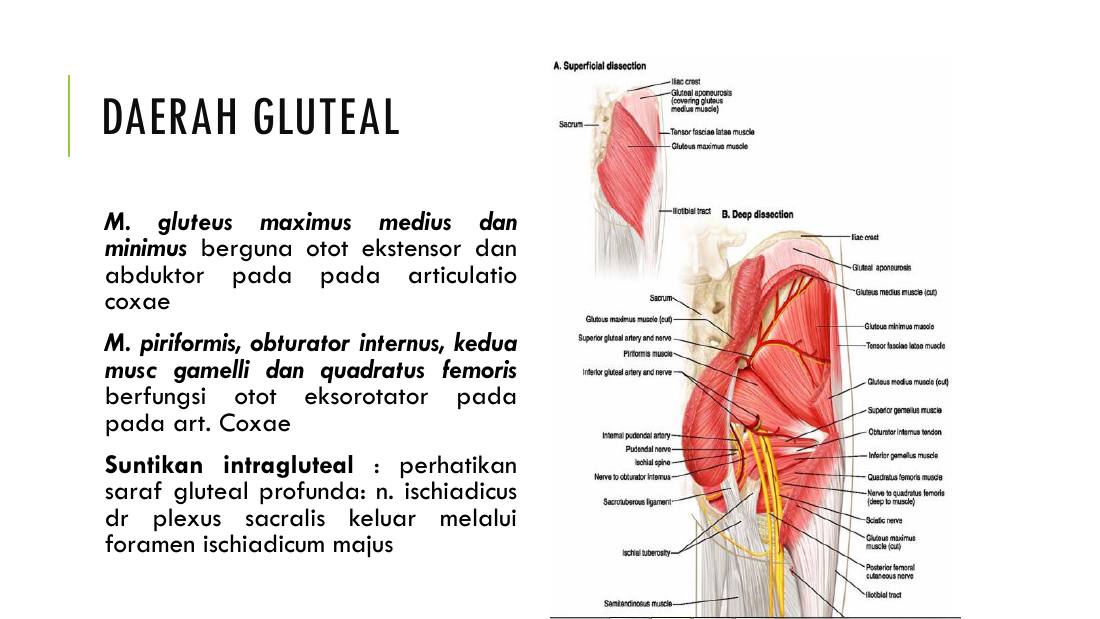 DAERAH GLUTEAL
M. gluteus maximus medius dan
minimus berguna otot ekstensor dan
abduktor pada pada articulatio
coxae
M. piriformis, obturator internus, kedua
musc gamelli dan quadratus femoris
berfungsi otot eksorotator pada
pada art. Coxae
Suntikan intragluteal : perhatikan
saraf gluteal profunda: n. ischiadicus
dr plexus sacralis keluar melalui
foramen ischiadicum majus
A. Superficial dissection
Iliac crest
Gluteal aponeurosis
(covering gluteus
medius muscle)
Sacrum
Tensor fasciae latae muscle
Gluteus maximus muscle
Iliotibial tract
B. Deep dissection
Iliac crest
Gluteal aponeurosis
Gluteus medius muscle (cut)
Sacrum
Gluteus maximus muscle (cut)
Superior gluteal artery and nerve
Piriformis muscle
Inferior gluteal artery and nerve
Internal pudendal artery
Pudendal nerve
Ischial spine
Nerve to obturator internus
Sacrotuberous ligament
Ischial tuberosity
Semitendinosus muscle
Gluteus minimus muscle
Tensor fasciae latae muscle
Gluteus medius muscle (cut)
Superior gemellus muscle
Obturator internus tendon
Inferior gemellus muscle
Quadratus femoris muscle
Nerve to quadratus femoris
(deep to muscle)
Sciatic nerve
Gluteus maximus
muscle (cut)
Posterior femoral
cutaneous nerve
Iliotibial tract